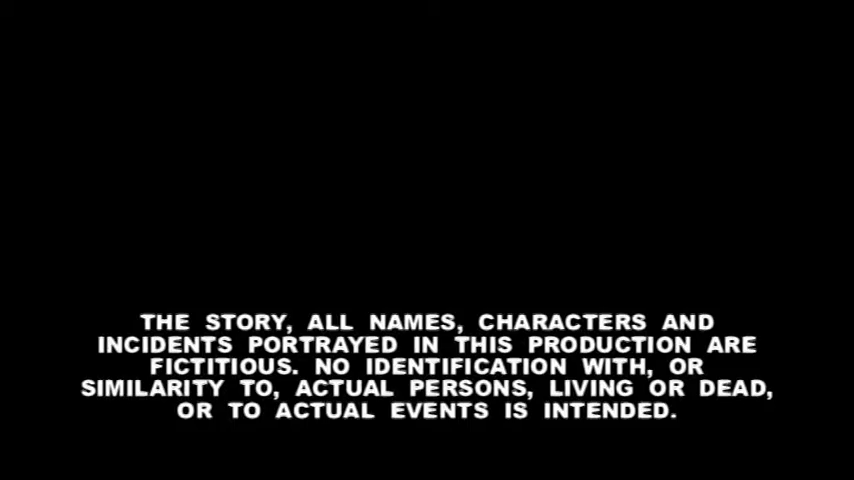 THE STORY, ALL NAMES, CHARACTERS AND
INCIDENTS PORTRAYED IN THIS PRODUCTION ARE
FICTITIOUS. NO IDENTIFICATION WITH, OR
SIMILARITY TO, ACTUAL PERSONS, LIVING OR DEAD,
OR TO ACTUAL EVENTS IS INTENDED.